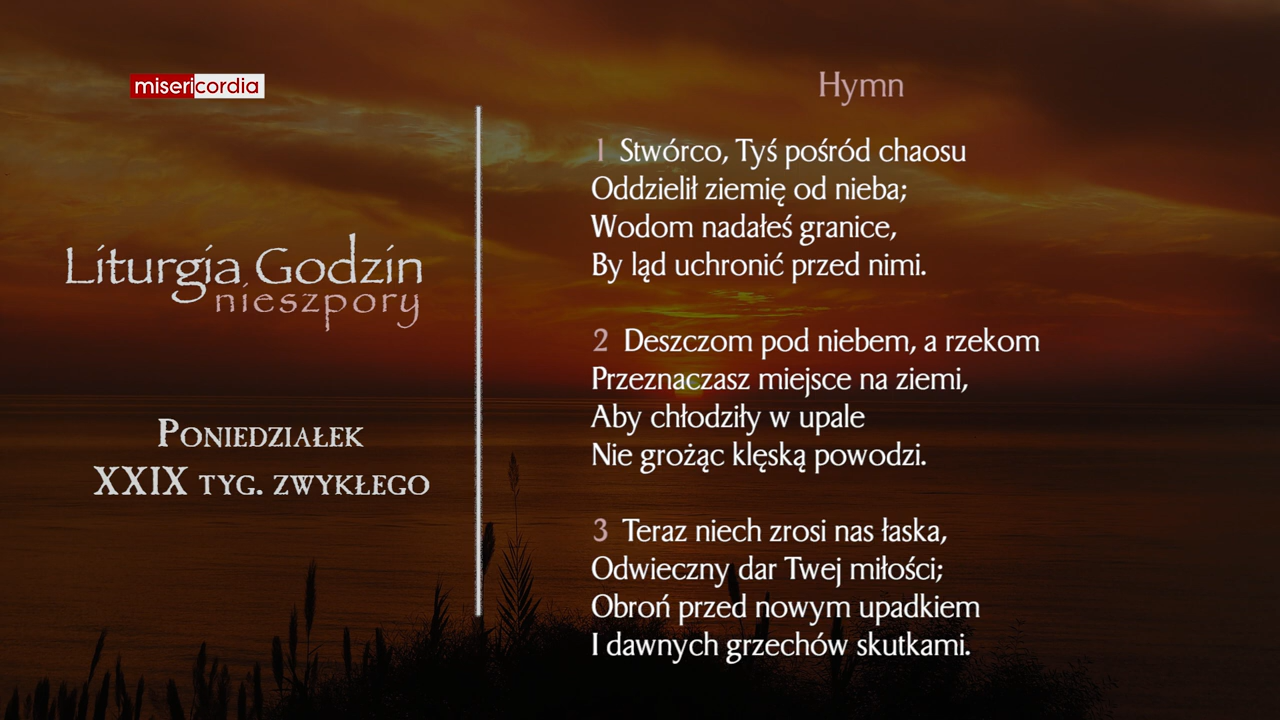 misericordia
Liturgia Godzin
nieszpory
Poniedziałek
XXIX tyg. zwykłego
Hymn
1 Stwórco, Tyś pośród chaosu
Oddzielił ziemię od nieba;
Wodom nadałeś granice,
By ląd uchronić przed nimi.
2 Deszczom pod niebem, a rzekom
Przeznaczasz miejsce na ziemi,
Aby chłodziły w upale
Nie grożąc klęską powodzi.
3 Teraz niech zrosi nas łaska,
Odwieczny dar Twej miłości;
Obroń przed nowym upadkiem
I dawnych grzechów skutkami.